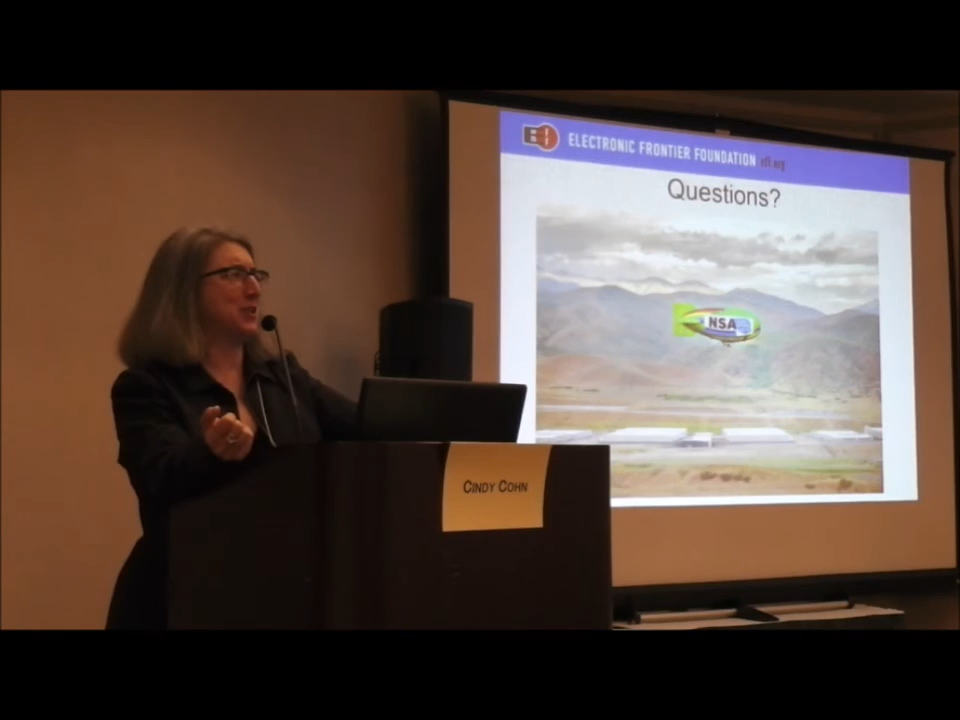 ELECTRONIC FRONTIER FOUNDATION eff.org
Questions?
NSA
CINDY COHN